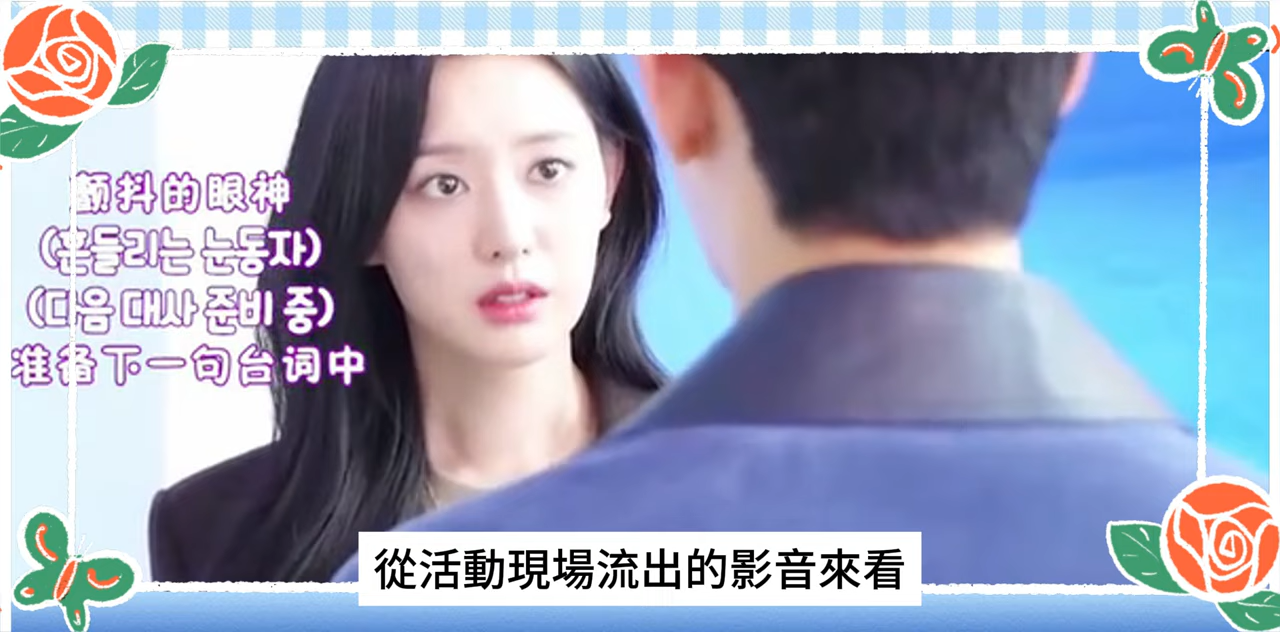 颤抖的眼神
(흔들리는 눈동자)
(다음 대사 준비 중)
准备下一句台词中
從活動現場流出的影音來看